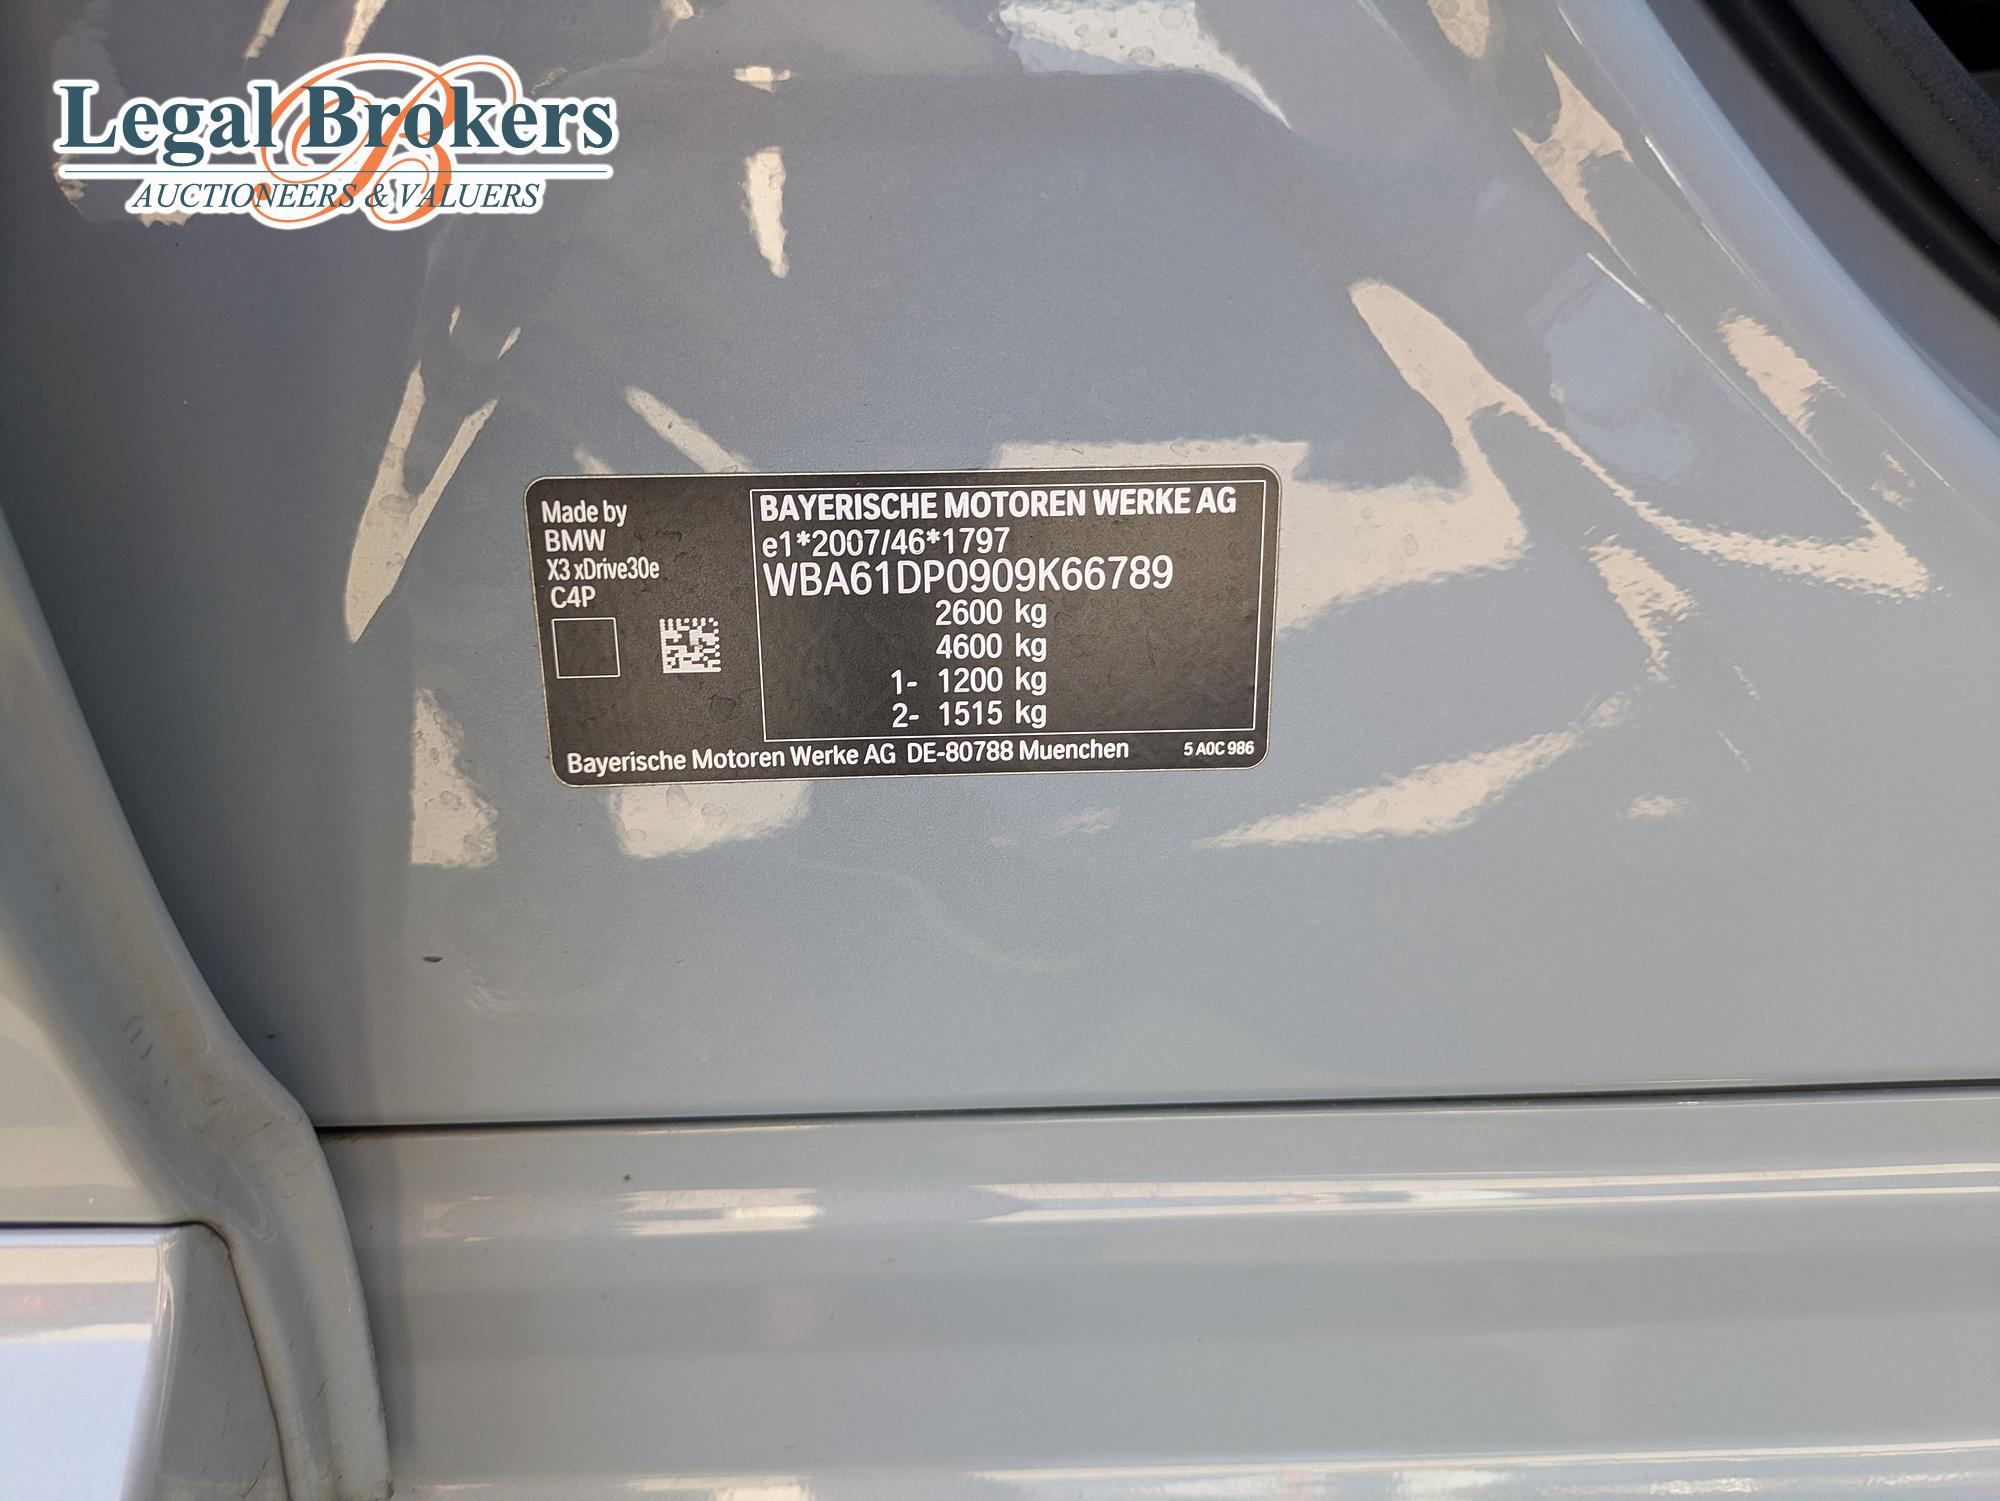 Legal Brokers
AUCTIONEERS & VALUERS
Made by
BMW
X3 xDrive30e
C4P
BAYERISCHE MOTOREN WERKE AG
e1*2007/46*1797
WBA61DP0909K66789
2600 kg
4600 kg
1- 1200 kg
2- 1515 kg
Bayerische Motoren Werke AG DE-80788 Muenchen 5 A0C 986